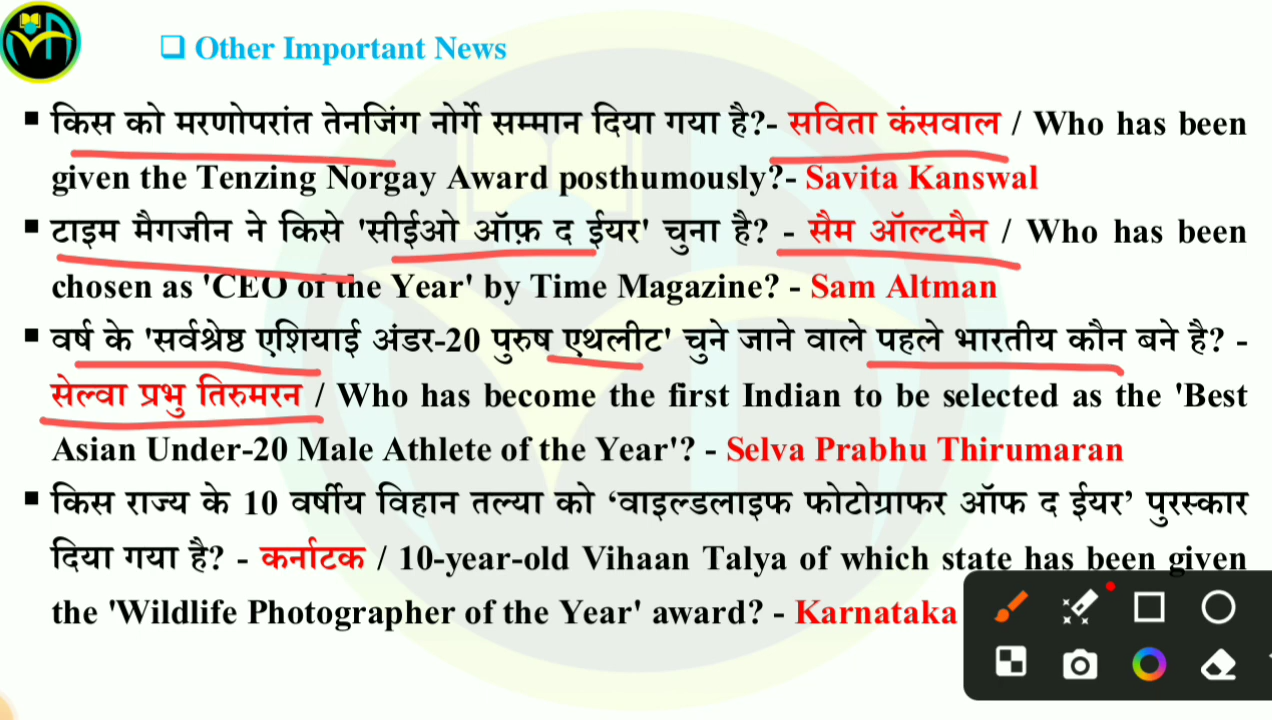 ❑ Other Important News
▪ किस को मरणोपरांत तेनजिंग नोर्गे सम्मान दिया गया है?- सविता कंसवाल / Who has been
given the Tenzing Norgay Award posthumously?- Savita Kanswal
▪ टाइम मैगजीन ने किसे 'सीईओ ऑफ़ द ईयर' चुना है? - सैम ऑल्टमैन / Who has been
chosen as 'CEO of the Year' by Time Magazine? - Sam Altman
▪ वर्ष के 'सर्वश्रेष्ठ एशियाई अंडर-20 पुरुष एथलीट' चुने जाने वाले पहले भारतीय कौन बने है? -
सेल्वा प्रभु तिरुमरन / Who has become the first Indian to be selected as the 'Best
Asian Under-20 Male Athlete of the Year'? - Selva Prabhu Thirumaran
▪ किस राज्य के 10 वर्षीय विहान तल्या को ‘वाइल्डलाइफ फोटोग्राफर ऑफ द ईयर’ पुरस्कार
दिया गया है? - कर्नाटक / 10-year-old Vihaan Talya of which state has been given
the 'Wildlife Photographer of the Year' award? - Karnataka